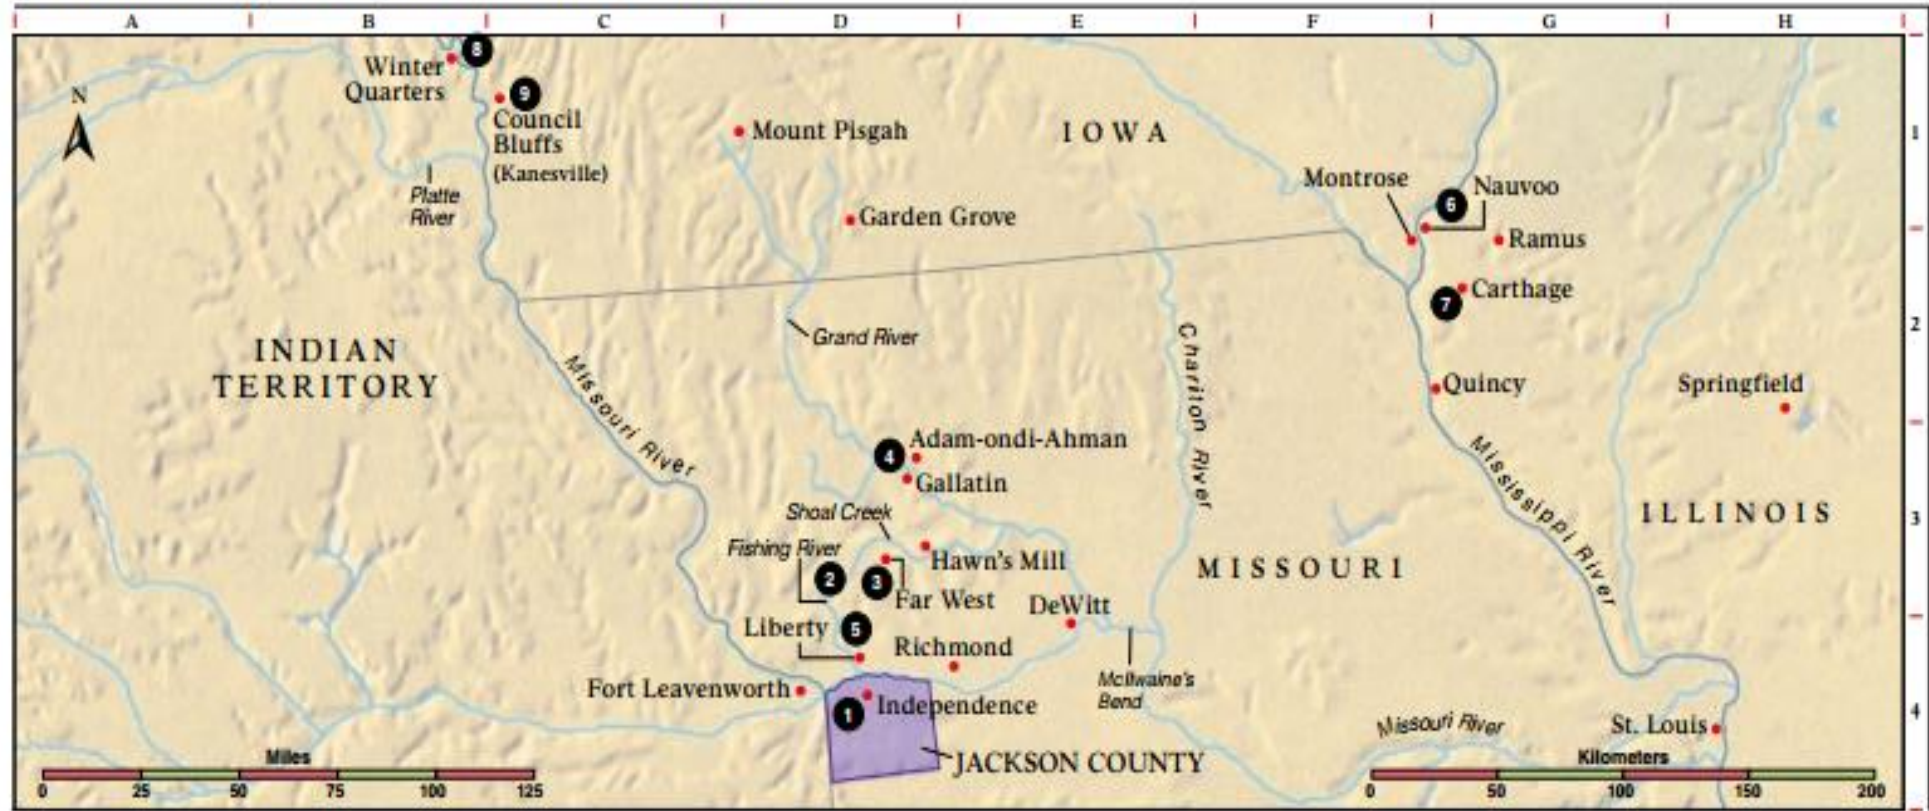 A B C D E F G H
N
Winter
Quarters
8
9
Council
Bluffs
(Kanesville)
Platte
River
Mount Pisgah
IOWA
1
Montrose
Nauvoo
6
Garden Grove
Ramus
7
Carthage
Grand River
2
INDIAN
TERRITORY
Missouri River
Chariton River
Quincy
Springfield
Adam-ondi-Ahman
4
Gallatin
Mississippi River
ILLINOIS
Shoal Creek
3
Fishing River
Hawn's Mill
MISSOURI
2
3
Far West
DeWitt
Liberty
5
Richmond
Fort Leavenworth
McIlwaine's
Bend
1
Independence
4
Missouri River
St. Louis
JACKSON COUNTY
Miles
0 25 50 75 100 125
Kilometers
0 50 100 150 200